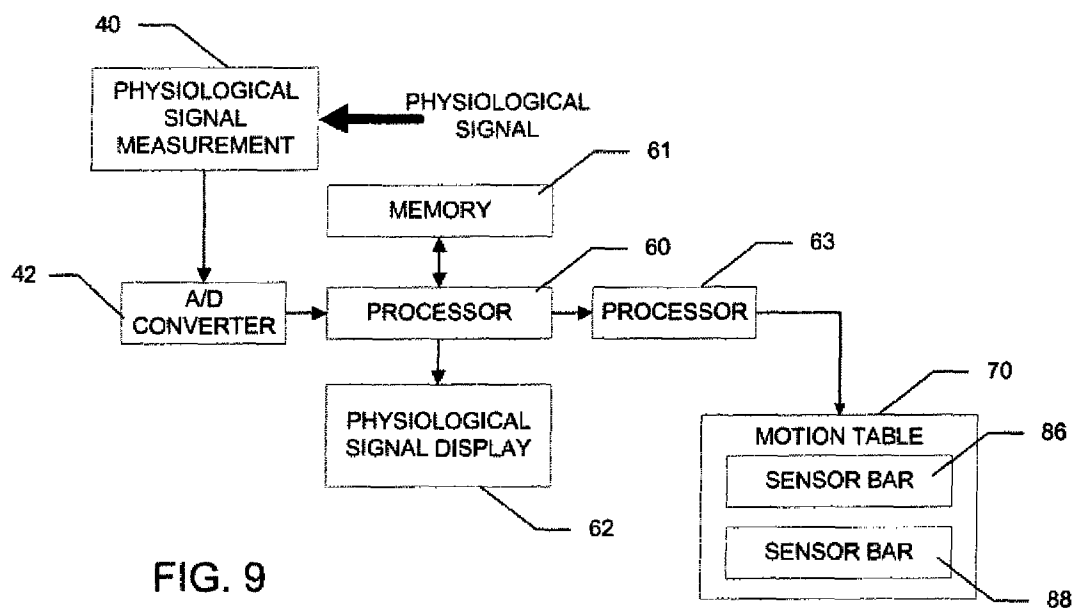 40
PHYSIOLOGICAL
SIGNAL
MEASUREMENT
PHYSIOLOGICAL
SIGNAL
61
MEMORY
60
63
42
A/D
CONVERTER
PROCESSOR
PROCESSOR
70
PHYSIOLOGICAL
SIGNAL DISPLAY
62
MOTION TABLE
86
SENSOR BAR
SENSOR BAR
88
FIG. 9